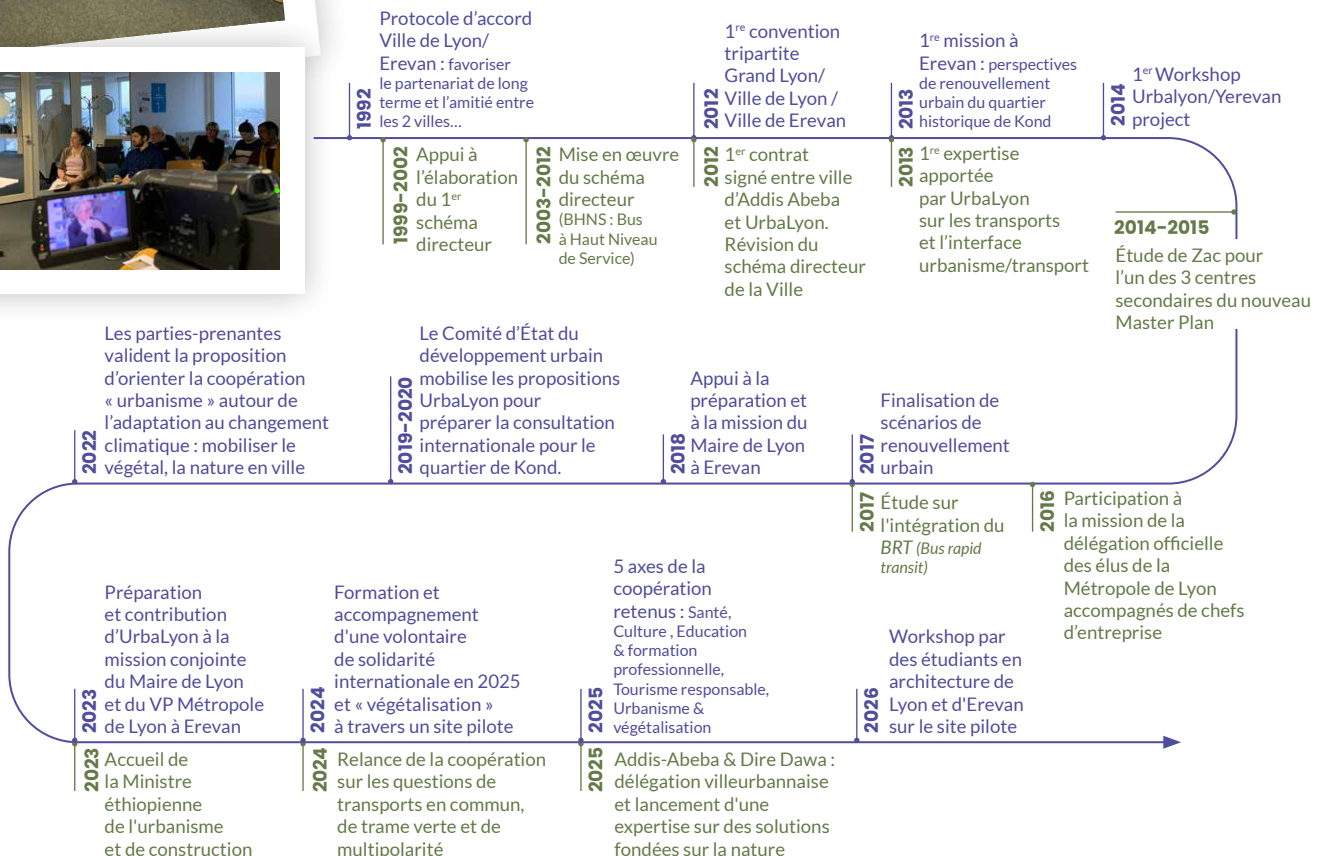 1992
Protocole d’accord
Ville de Lyon/
Erevan : favoriser
le partenariat de long
terme et l’amitié entre
les 2 villes…
1999-2002
Appui à
l’élaboration
du 1er
schéma
directeur
2003-2012
Mise en œuvre
du schéma
directeur
(BHNS : Bus
à Haut Niveau
de Service)
2012
1re convention
tripartite
Grand Lyon/
Ville de Lyon /
Ville de Erevan
2012
1er contrat
signé entre ville
d’Addis Abeba
et UrbaLyon.
Révision du
schéma directeur
de la Ville
2013
1re mission à
Erevan : perspectives
de renouvellement
urbain du quartier
historique de Kond
2013
1re expertise
apportée
par UrbaLyon
sur les transports
et l’interface
urbanisme/transport
2014
1er Workshop
Urbalyon/Yerevan
project
2014-2015
Étude de Zac pour
l’un des 3 centres
secondaires du nouveau
Master Plan
2016
Participation à
la mission de la
délégation officielle
des élus de la
Métropole de Lyon
accompagnés de chefs
d’entreprise
2017
Finalisation de
scénarios de
renouvellement
urbain
2017
Étude sur
l'intégration du
BRT (Bus rapid
transit)
2018
Appui à la
préparation et
à la mission du
Maire de Lyon
à Erevan
2019-2020
Le Comité d’État du
développement urbain
mobilise les propositions
UrbaLyon pour
préparer la consultation
internationale pour le
quartier de Kond.
2022
Les parties-prenantes
valident la proposition
d’orienter la coopération
« urbanisme » autour de
l’adaptation au changement
climatique : mobiliser le
végétal, la nature en ville
2023
Préparation
et contribution
d’UrbaLyon à la
mission conjointe
du Maire de Lyon
et du VP Métropole
de Lyon à Erevan
2023
Accueil de
la Ministre
éthiopienne
de l'urbanisme
et de construction
2024
Formation et
accompagnement
d'une volontaire
de solidarité
internationale en 2025
et « végétalisation »
à travers un site pilote
2024
Relance de la coopération
sur les questions de
transports en commun,
de trame verte et de
multipolarité
2025
5 axes de la
coopération
retenus : Santé,
Culture , Education
& formation
professionnelle,
Tourisme responsable,
Urbanisme &
végétalisation
2025
Addis-Abeba & Dire Dawa :
délégation villeurbannaise
et lancement d'une
expertise sur des solutions
fondées sur la nature
2026
Workshop par
des étudiants en
architecture de
Lyon et d'Erevan
sur le site pilote